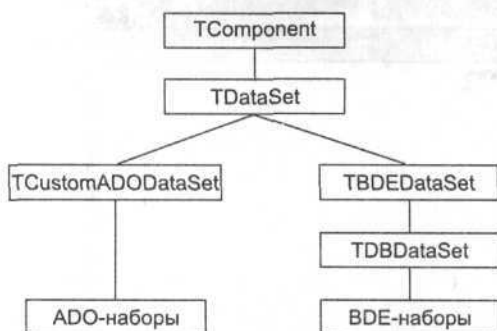 TComponent
TDataSet
TCustomADODataSet
TBDEDataSet
TDBDataSet
ADO-наборы
BDE-наборы